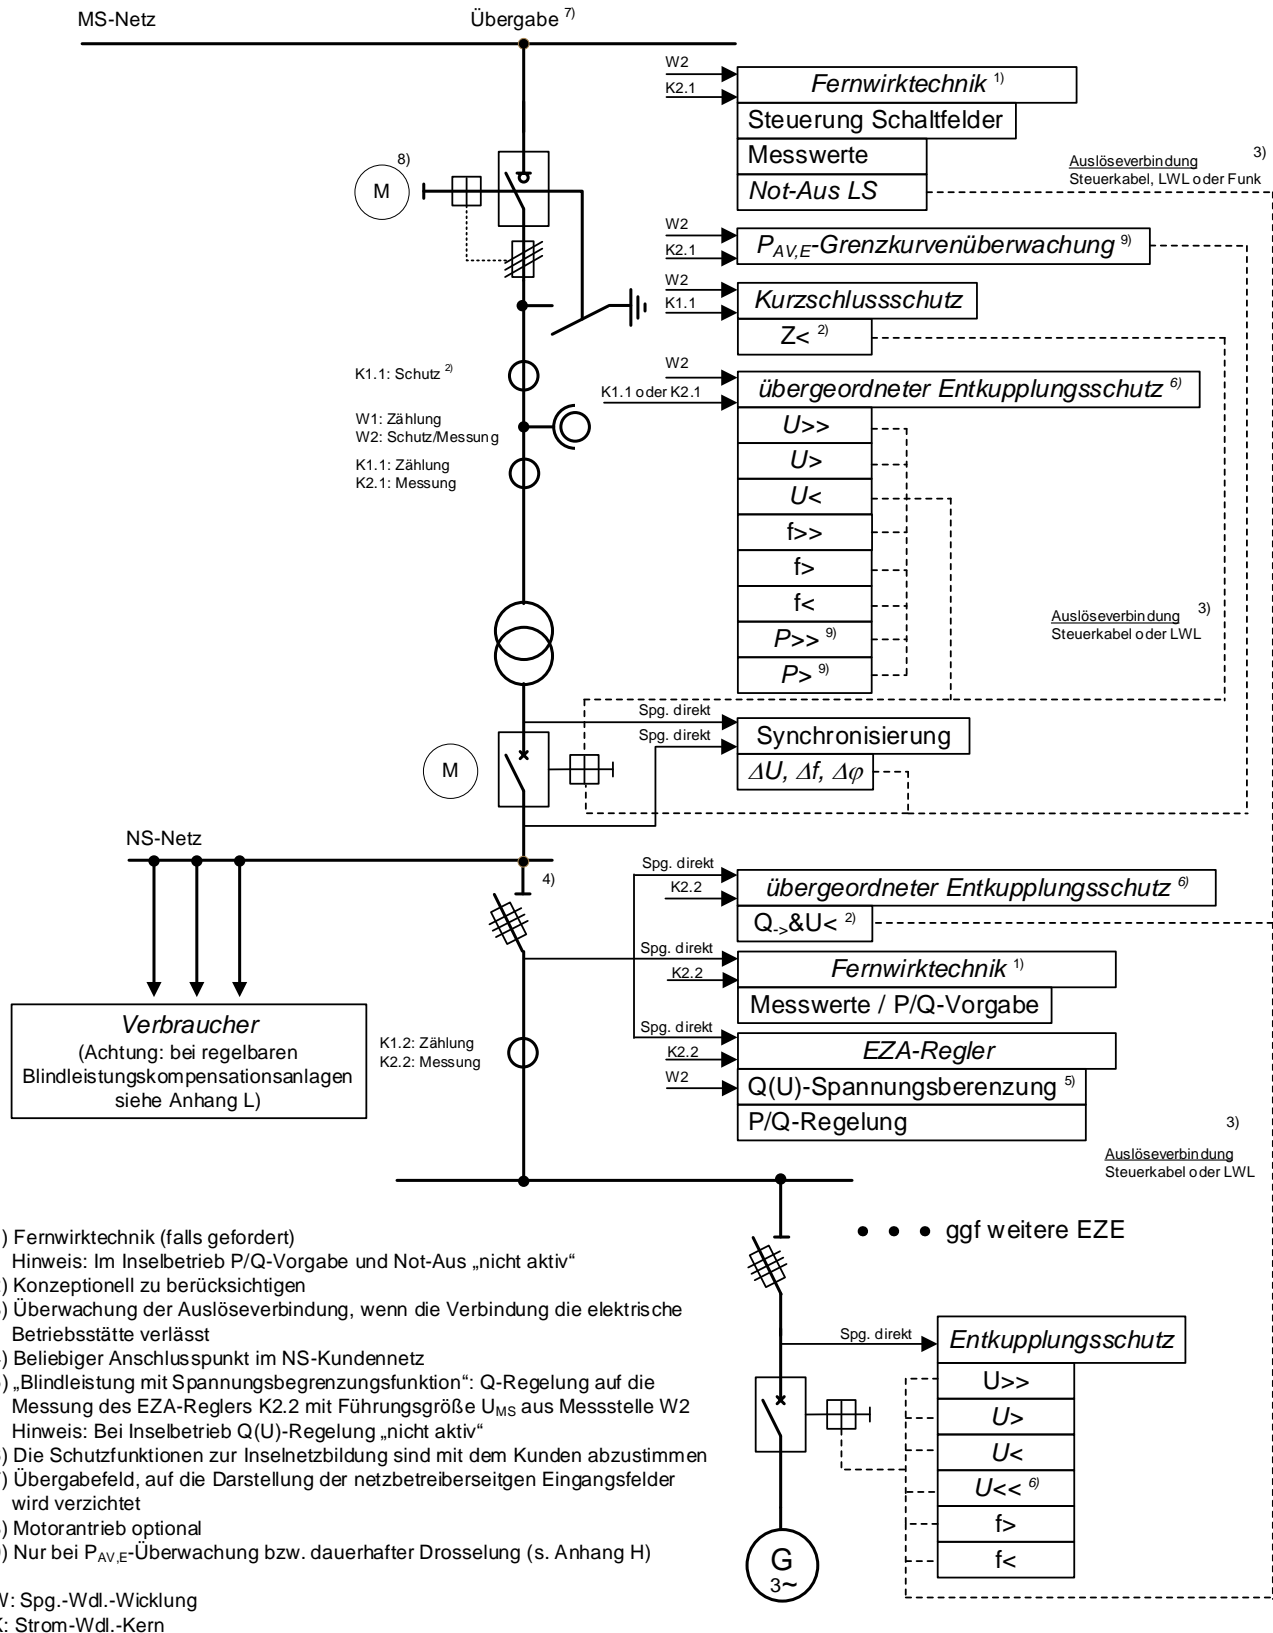 MS-Netz
Übergabe 7)
W2
K2.1
Fernwirktechnik 1)
Steuerung Schaltfelder
Messwerte
Not-Aus LS
Auslöseverbindung 3)
Steuerkabel, LWL oder Funk
8)
M
W2
K2.1
PAV,E-Grenzkurvenüberwachung 9)
W2
K1.1
Kurzschlussschutz
Z< 2)
K1.1: Schutz 2)
W1: Zählung
W2: Schutz/Messung
K1.1: Zählung
K2.1: Messung
W2
K1.1 oder K2.1
übergeordneter Entkupplungsschutz 6)
U>>
U>
U<
f>>
f>
f<
P>> 9)
P> 9)
Auslöseverbindung 3)
Steuerkabel oder LWL
Spg. direkt
Spg. direkt
Synchronisierung
ΔU, Δf, Δφ
M
NS-Netz
4)
Spg. direkt
K2.2
übergeordneter Entkupplungsschutz 6)
Q->&U< 2)
Spg. direkt
K2.2
Fernwirktechnik 1)
Messwerte / P/Q-Vorgabe
Spg. direkt
K2.2
W2
EZA-Regler
Q(U)-Spannungsberenzung 5)
P/Q-Regelung
Verbraucher
(Achtung: bei regelbaren
Blindleistungskompensationsanlagen
siehe Anhang L)
K1.2: Zählung
K2.2: Messung
3)
Auslöseverbindung
Steuerkabel oder LWL
ggf weitere EZE
Spg. direkt
Entkupplungsschutz
U>>
U>
U<
U<< 6)
f>
f<
G
3~
) Fernwirktechnik (falls gefordert)
Hinweis: Im Inselbetrieb P/Q-Vorgabe und Not-Aus „nicht aktiv“
) Konzeptionell zu berücksichtigen
) Überwachung der Auslöseverbindung, wenn die Verbindung die elektrische
Betriebsstätte verlässt
) Beliebiger Anschlusspunkt im NS-Kundennetz
) „Blindleistung mit Spannungsbegrenzungsfunktion“: Q-Regelung auf die
Messung des EZA-Reglers K2.2 mit Führungsgröße UMS aus Messstelle W2
Hinweis: Bei Inselbetrieb Q(U)-Regelung „nicht aktiv“
) Die Schutzfunktionen zur Inselnetzbildung sind mit dem Kunden abzustimmen
) Übergabefeld, auf die Darstellung der netzbetreiberseitgen Eingangsfelder
wird verzichtet
) Motorantrieb optional
) Nur bei PAV,E-Überwachung bzw. dauerhafter Drosselung (s. Anhang H)
W: Spg.-Wdl.-Wicklung
K: Strom-Wdl.-Kern